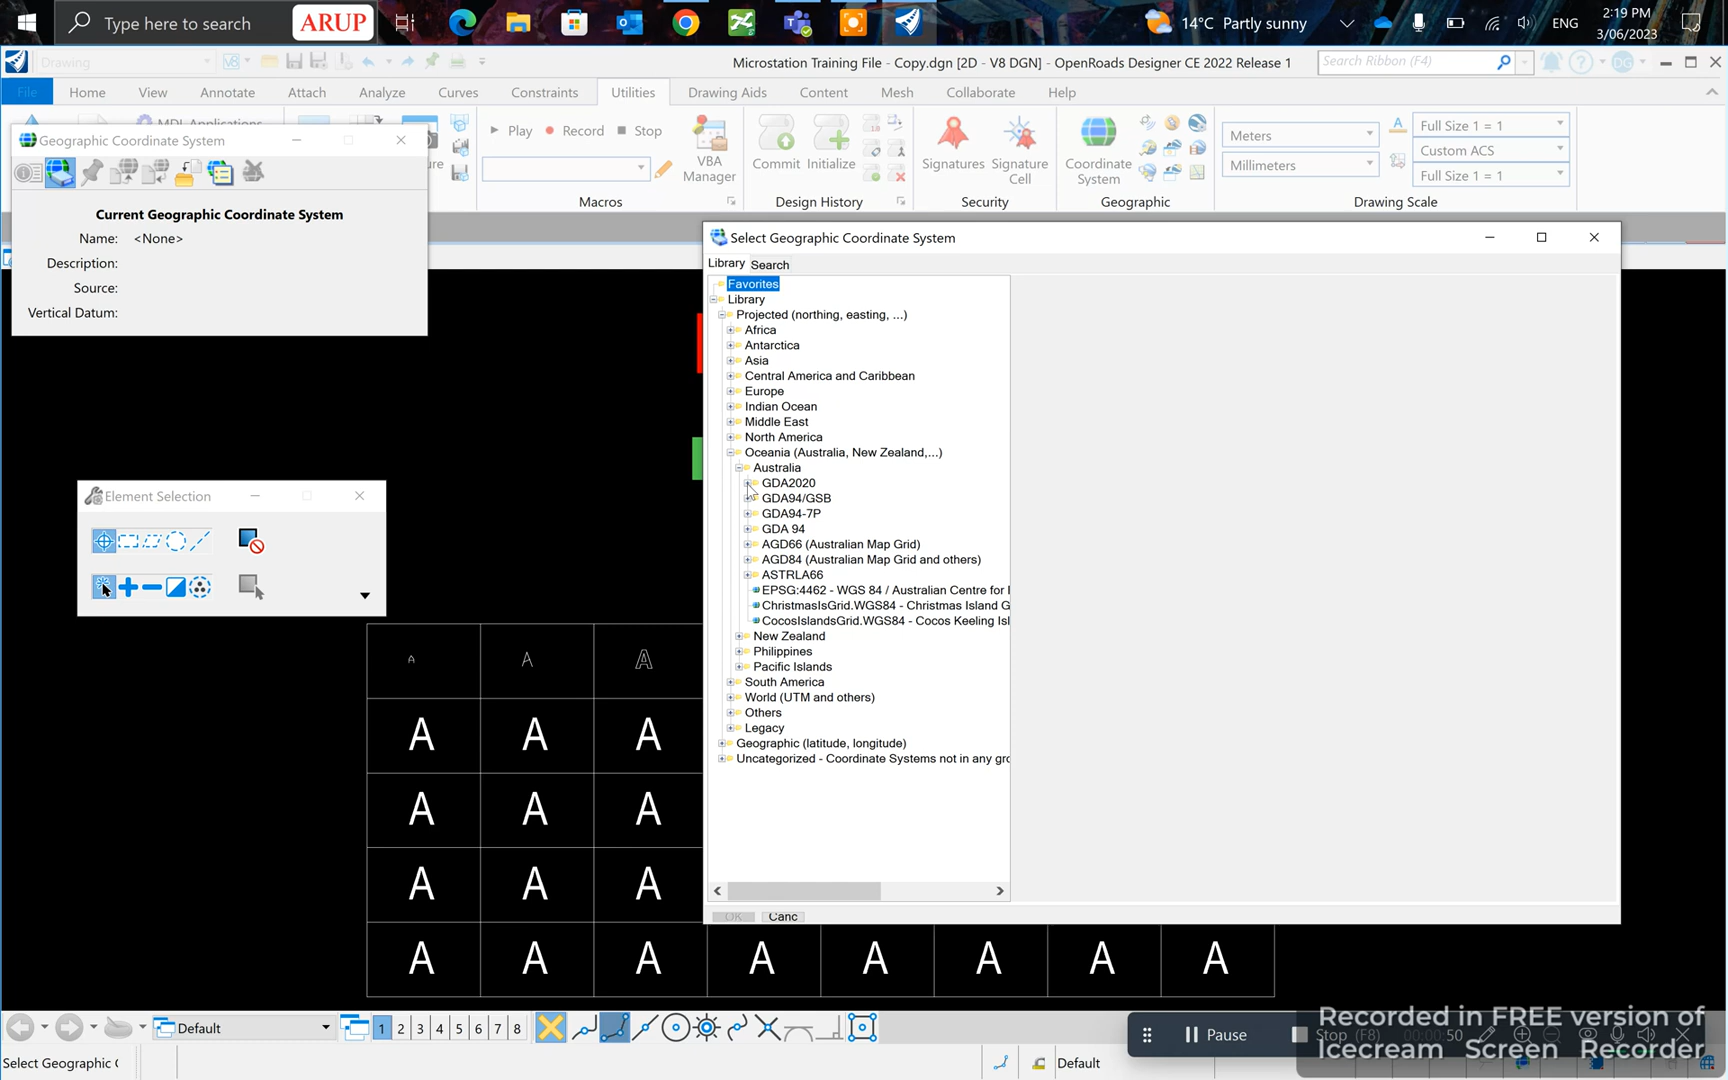 Type here to search
ARUP
14°C Partly sunny
ENG
2:19 PM
3/06/2023
Drawing
Microstation Training File - Copy.dgn [2D - V8 DGN] - OpenRoads Designer CE 2022 Release 1
Search Ribbon (F4)
DG
File Home View Annotate Attach Analyze Curves Constraints Utilities Drawing Aids Content Mesh Collaborate Help
MDL Applications
Play Record Stop
VBA
Manager
Macros
Commit Initialize
Design History
Signatures Signature
Cell
Security
Coordinate
System
Geographic
Meters
Millimeters
Full Size 1 = 1
Custom ACS
Full Size 1 = 1
Drawing Scale
Geographic Coordinate System
Current Geographic Coordinate System
Name: <None>
Description:
Source:
Vertical Datum:
Element Selection
Select Geographic Coordinate System
Library Search
Favorites
Library
Projected (northing, easting, ...)
Africa
Antarctica
Asia
Central America and Caribbean
Europe
Indian Ocean
Middle East
North America
Oceania (Australia, New Zealand,...)
Australia
GDA2020
GDA94/GSB
GDA94-7P
GDA 94
AGD66 (Australian Map Grid)
AGD84 (Australian Map Grid and others)
ASTRLA66
EPSG:4462 - WGS 84 / Australian Centre for
ChristmasIsGrid.WGS84 - Christmas Island G
CocosIslandsGrid.WGS84 - Cocos Keeling Isl
New Zealand
Philippines
Pacific Islands
South America
World (UTM and others)
Others
Legacy
Geographic (latitude, longitude)
Uncategorized - Coordinate Systems not in any gro
OK Canc
A A A
A A A
A A A
A A A
A A A A A A A A
Default
1 2 3 4 5 6 7 8
Pause
Stop (F8)
00:00:50
Recorded in FREE version of
Icecream Screen Recorder
Select Geographic C
Default